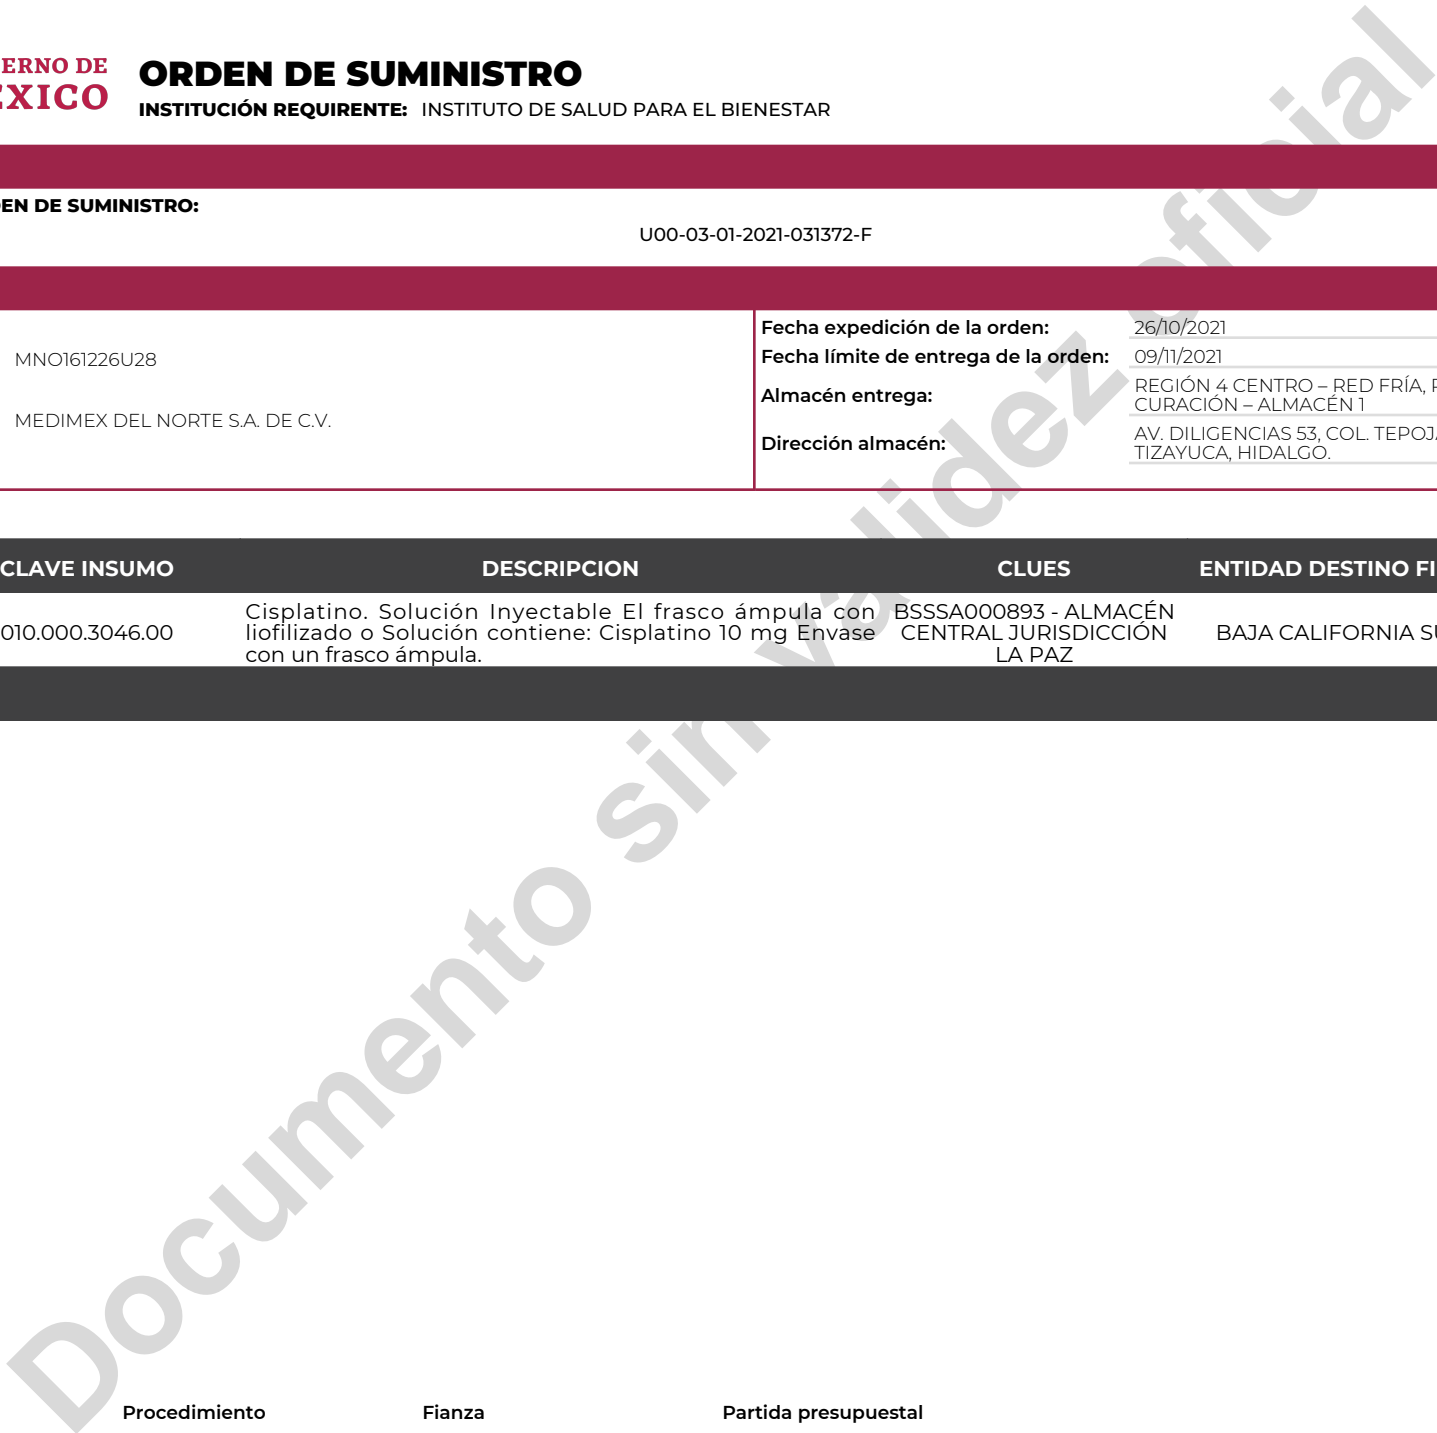 ERNO DE
ÉXICO
ORDEN DE SUMINISTRO
INSTITUCIÓN REQUIRENTE: INSTITUTO DE SALUD PARA EL BIENESTAR
EN DE SUMINISTRO:
U00-03-01-2021-031372-F
MNO161226U28
MEDIMEX DEL NORTE S.A. DE C.V.
Fecha expedición de la orden: 26/10/2021
Fecha límite de entrega de la orden: 09/11/2021
Almacén entrega:
REGIÓN 4 CENTRO – RED FRÍA,
CURACIÓN – ALMACÉN 1
Dirección almacén:
AV. DILIGENCIAS 53, COL. TEPOJA
TIZAYUCA, HIDALGO.
CLAVE INSUMO DESCRIPCION CLUES ENTIDAD DESTINO FI
010.000.3046.00
Cisplatino. Solución Inyectable El frasco ámpula con
liofilizado o Solución contiene: Cisplatino 10 mg Envase
con un frasco ámpula.
BSSSA000893 - ALMACÉN
CENTRAL JURISDICCIÓN
LA PAZ
BAJA CALIFORNIA SU
Documento sin validez oficial
Procedimiento Fianza Partida presupuestal